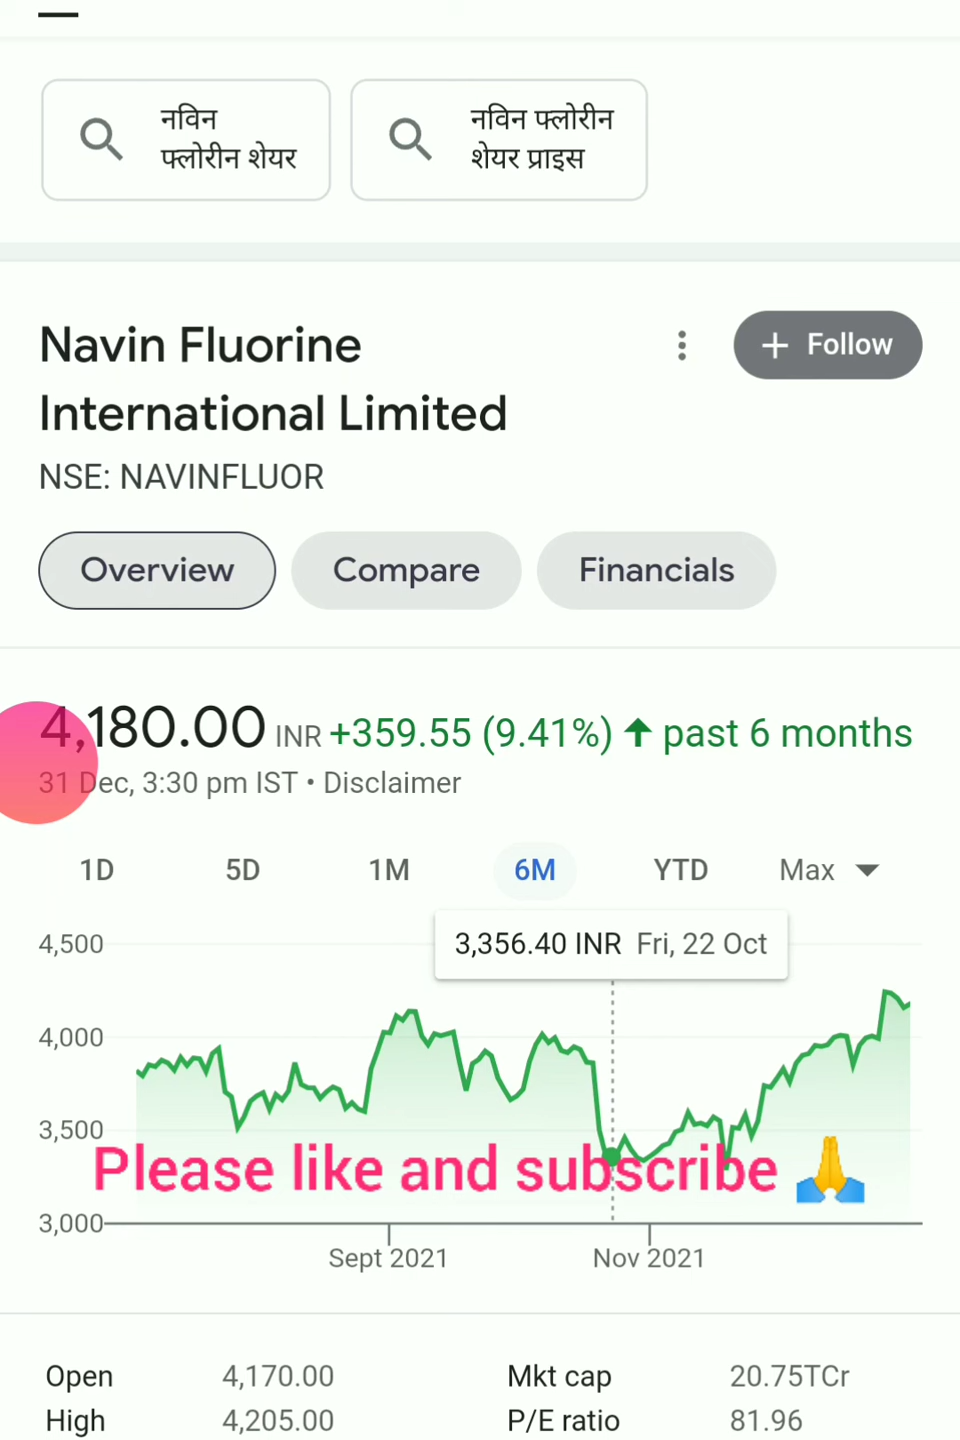 नविन
फ्लोरीन शेयर
नविन फ्लोरीन
शेयर प्राइस
Navin Fluorine
International Limited
+ Follow
NSE: NAVINFLUOR
Overview
Compare
Financials
4,180.00 INR +359.55 (9.41%) ↑ past 6 months
31 Dec, 3:30 pm IST • Disclaimer
1D 5D 1M 6M YTD Max
3,356.40 INR Fri, 22 Oct
4,500
4,000
3,500
Please like and subscribe 🙏
3,000
Sept 2021 Nov 2021
Open 4,170.00 Mkt cap 20.75TCr
High 4,205.00 P/E ratio 81.96